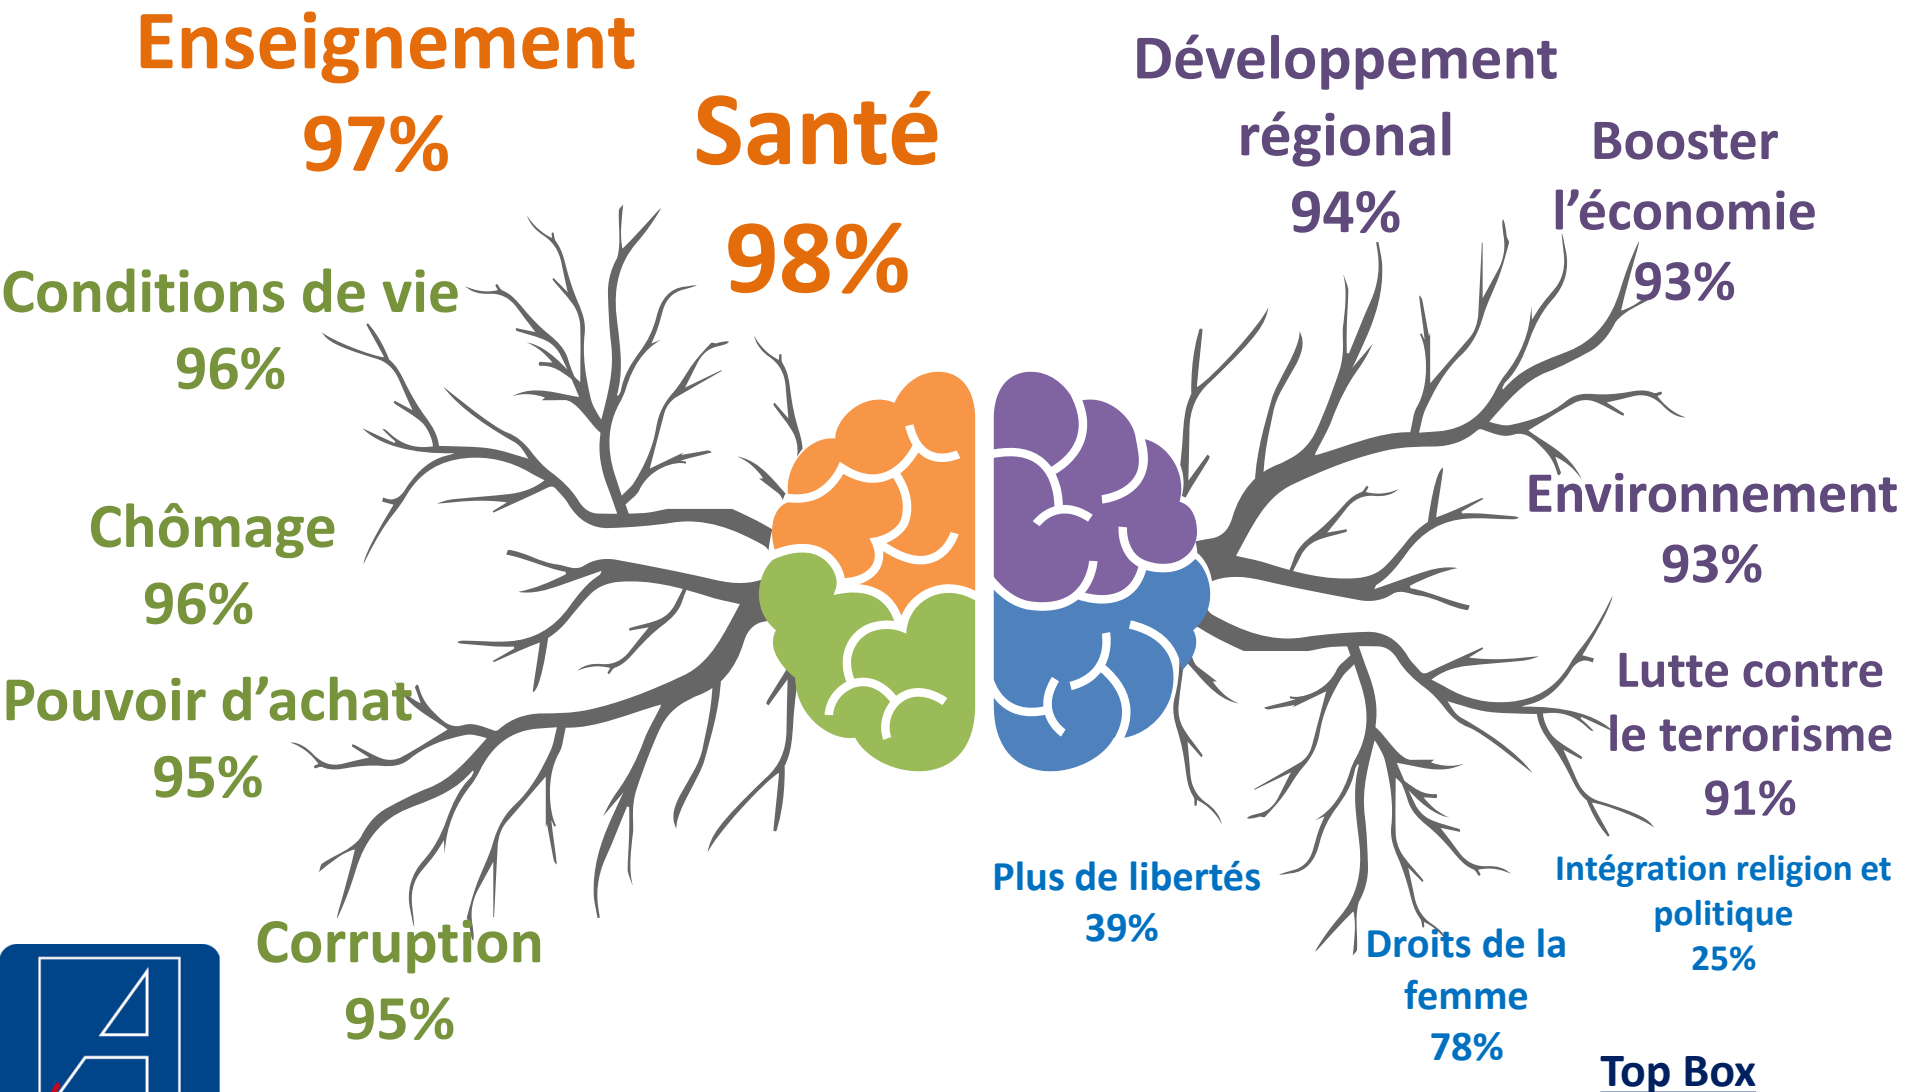 Enseignement
97%
Santé
98%
Développement
régional
94%
Booster
l’économie
93%
Conditions de vie
96%
Chômage
96%
Pouvoir d’achat
95%
Corruption
95%
Environnement
93%
Lutte contre
le terrorisme
91%
Plus de libertés
39%
Droits de la
femme
78%
Intégration religion et
politique
25%
Top Box